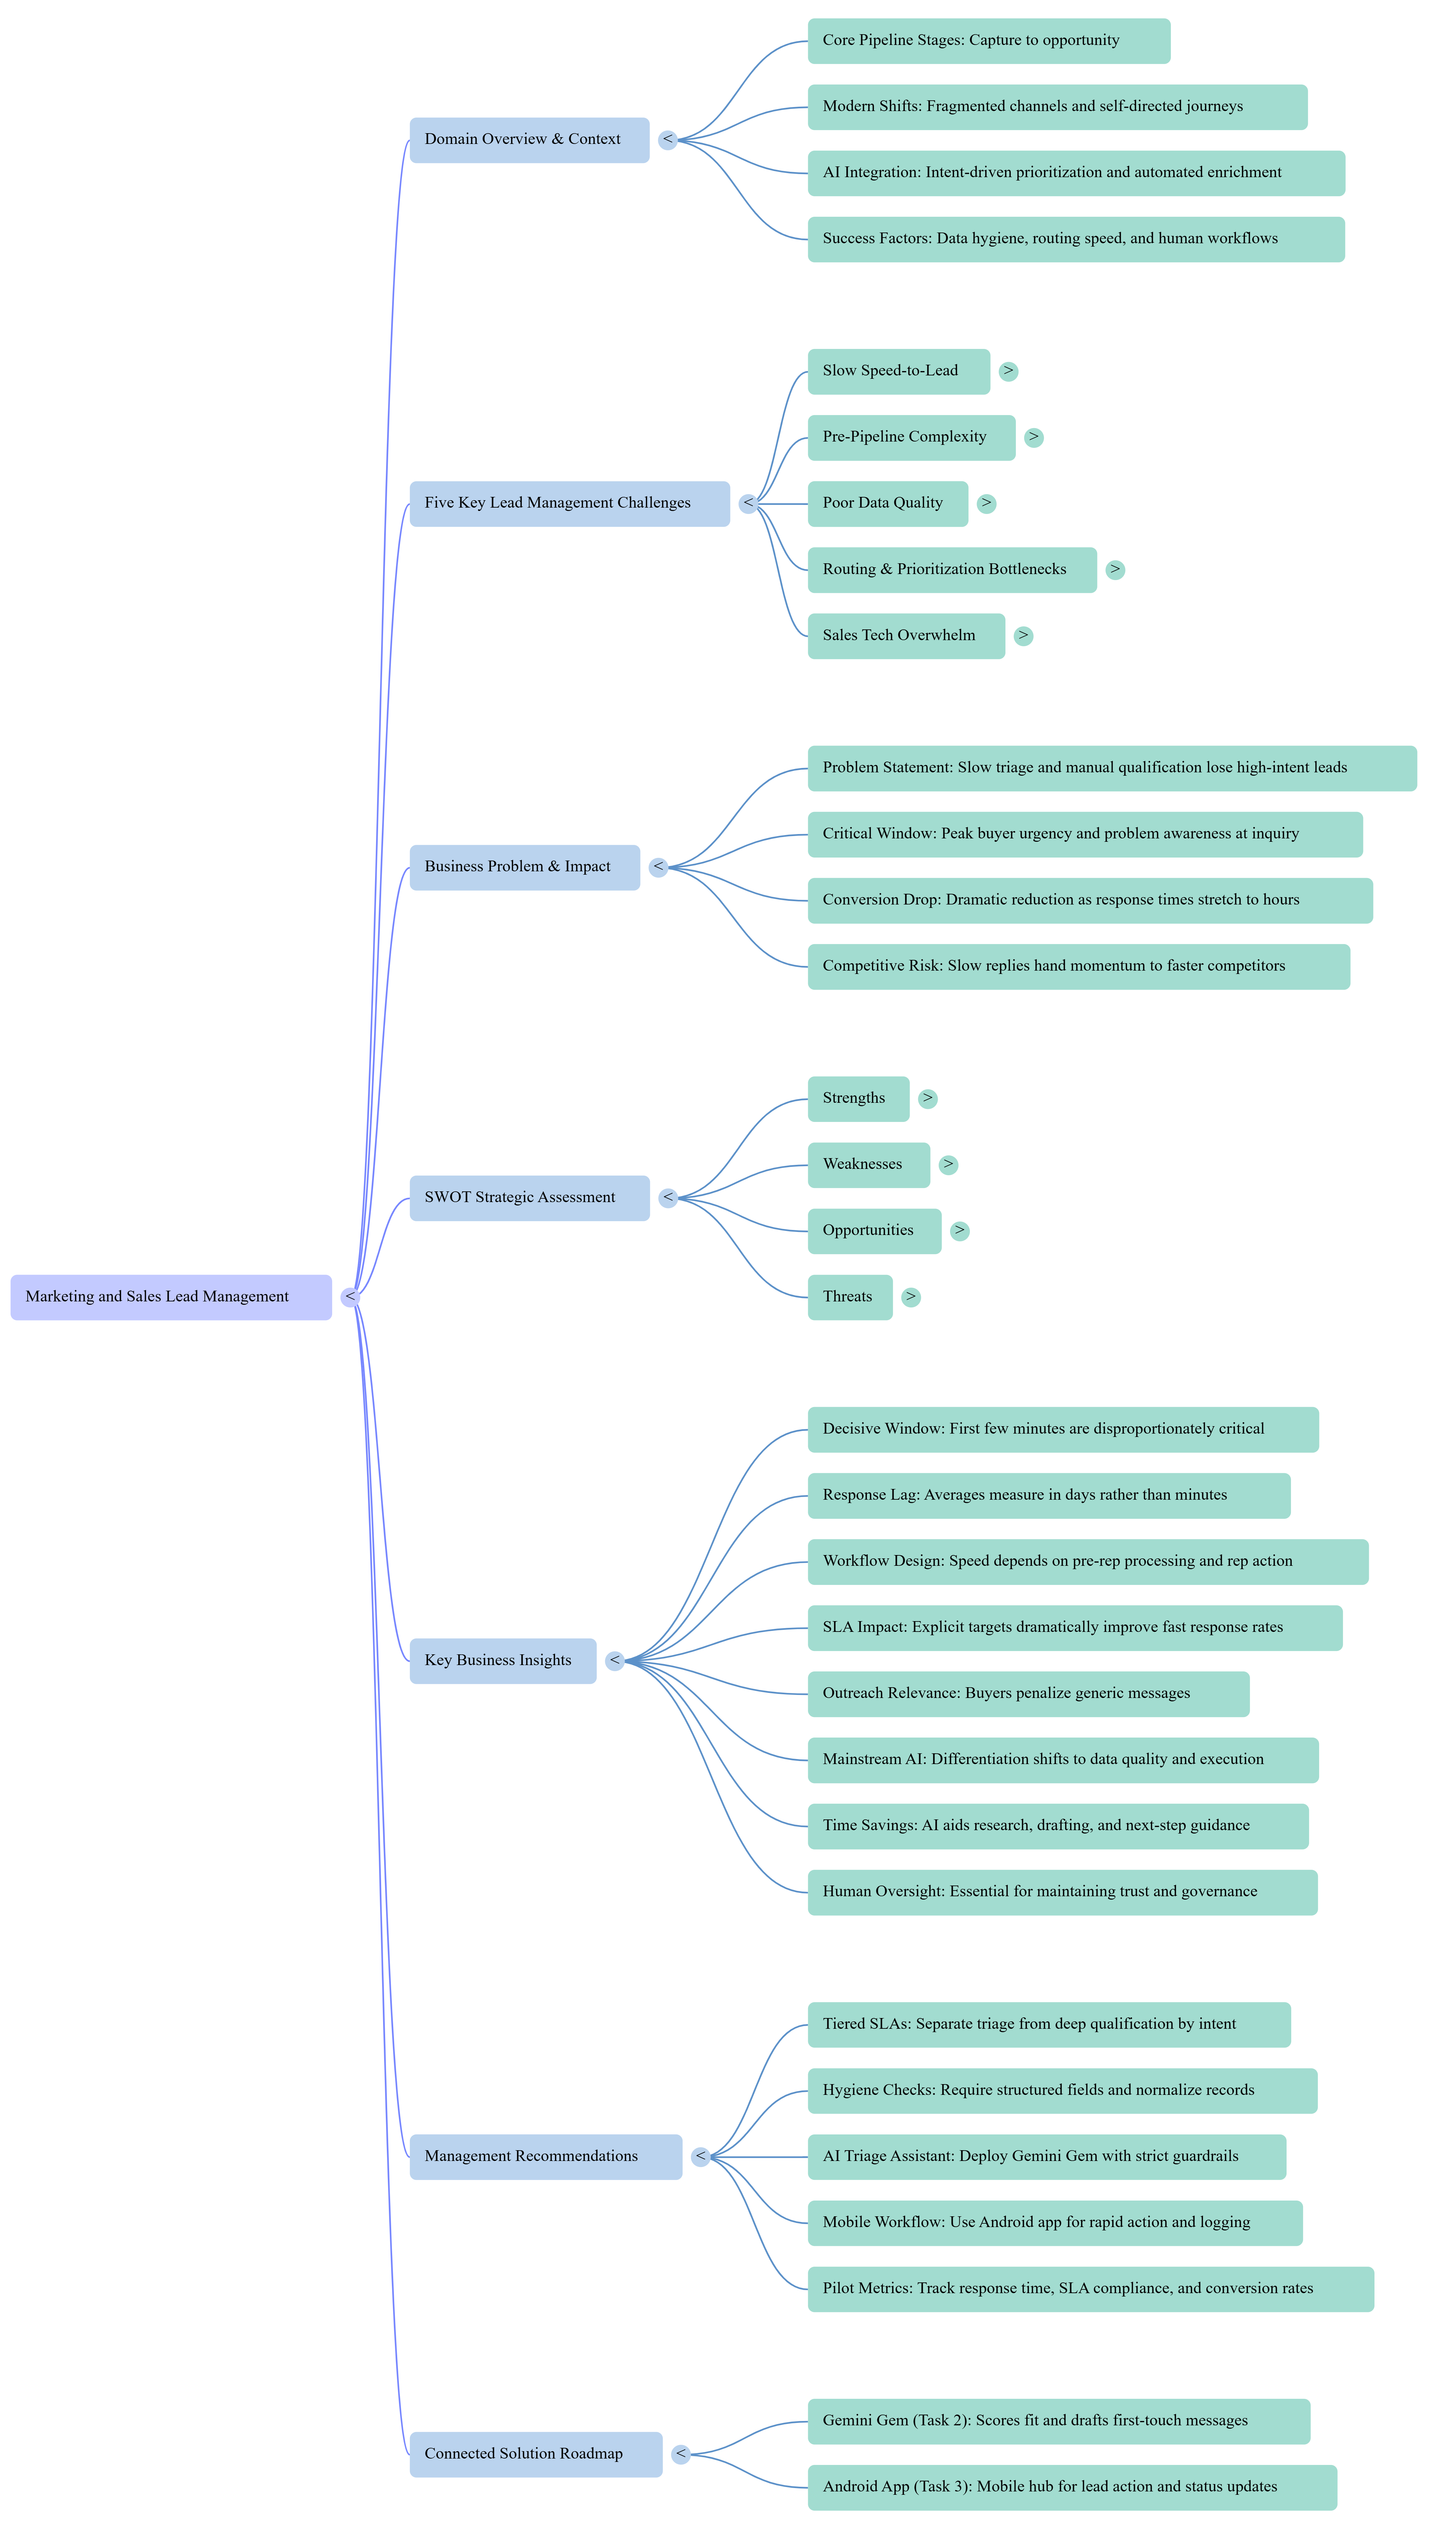 Marketing and Sales Lead Management
<
Domain Overview & Context
<
Core Pipeline Stages: Capture to opportunity
Modern Shifts: Fragmented channels and self-directed journeys
AI Integration: Intent-driven prioritization and automated enrichment
Success Factors: Data hygiene, routing speed, and human workflows
Five Key Lead Management Challenges
<
Slow Speed-to-Lead
>
Pre-Pipeline Complexity
>
Poor Data Quality
>
Routing & Prioritization Bottlenecks
>
Sales Tech Overwhelm
>
Business Problem & Impact
<
Problem Statement: Slow triage and manual qualification lose high-intent leads
Critical Window: Peak buyer urgency and problem awareness at inquiry
Conversion Drop: Dramatic reduction as response times stretch to hours
Competitive Risk: Slow replies hand momentum to faster competitors
SWOT Strategic Assessment
<
Strengths
>
Weaknesses
>
Opportunities
>
Threats
>
Key Business Insights
<
Decisive Window: First few minutes are disproportionately critical
Response Lag: Averages measure in days rather than minutes
Workflow Design: Speed depends on pre-rep processing and rep action
SLA Impact: Explicit targets dramatically improve fast response rates
Outreach Relevance: Buyers penalize generic messages
Mainstream AI: Differentiation shifts to data quality and execution
Time Savings: AI aids research, drafting, and next-step guidance
Human Oversight: Essential for maintaining trust and governance
Management Recommendations
<
Tiered SLAs: Separate triage from deep qualification by intent
Hygiene Checks: Require structured fields and normalize records
AI Triage Assistant: Deploy Gemini Gem with strict guardrails
Mobile Workflow: Use Android app for rapid action and logging
Pilot Metrics: Track response time, SLA compliance, and conversion rates
Connected Solution Roadmap
<
Gemini Gem (Task 2): Scores fit and drafts first-touch messages
Android App (Task 3): Mobile hub for lead action and status updates